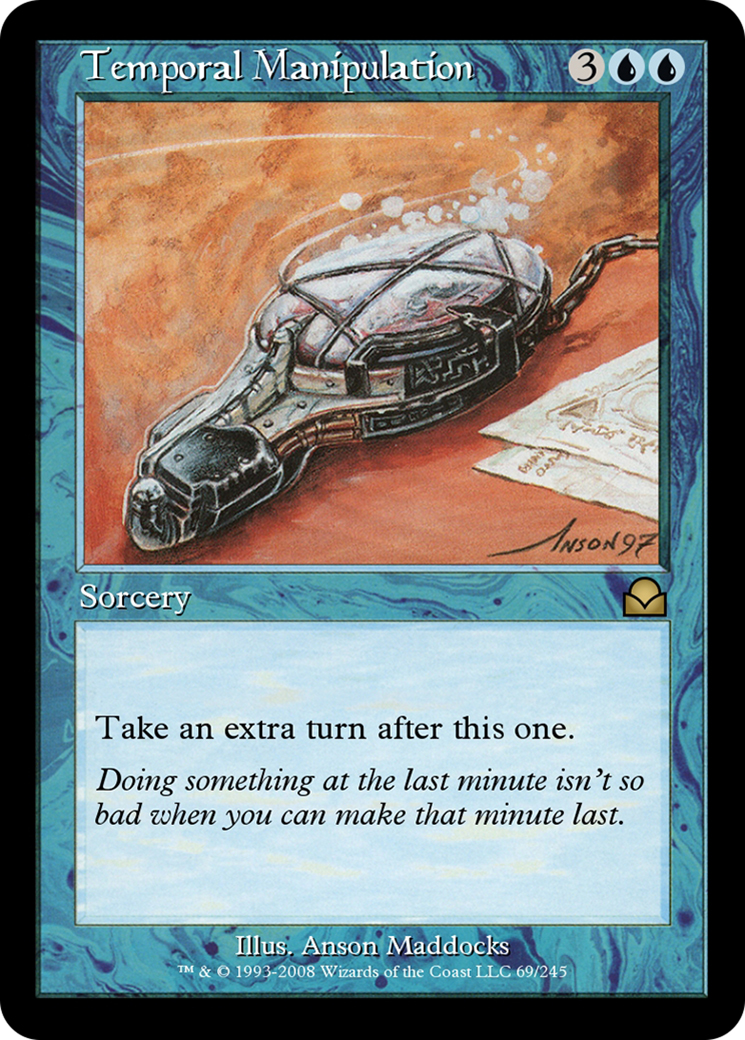 Temporal Manipulation 3
ANSON 97
Sorcery
Take an extra turn after this one.
Doing something at the last minute isn't so
bad when you can make that minute last.
Illus. Anson Maddocks
™ & © 1993-2008 Wizards of the Coast LLC 69/245